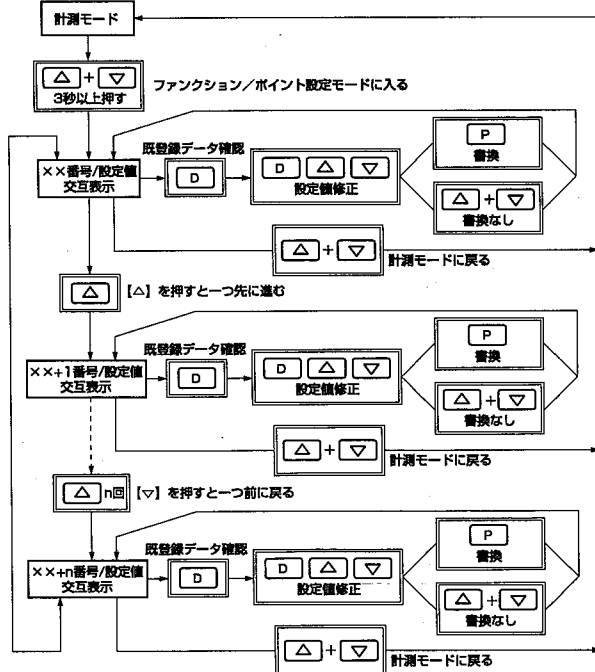 計測モード
△ + ▽
3秒以上押す
ファンクション／ポイント設定モードに入る
××番号/設定値
交互表示
既登録データ確認
D
D △ ▽
設定値修正
P
書換
△ + ▽
書換なし
△ + ▽
計測モードに戻る
△
【△】を押すと一つ先に進む
××+1番号/設定値
交互表示
既登録データ確認
D
D △ ▽
設定値修正
P
書換
△ + ▽
書換なし
△ + ▽
計測モードに戻る
△ n回
【▽】を押すと一つ前に戻る
××+n番号/設定値
交互表示
既登録データ確認
D
D △ ▽
設定値修正
P
書換
△ + ▽
書換なし
△ + ▽
計測モードに戻る